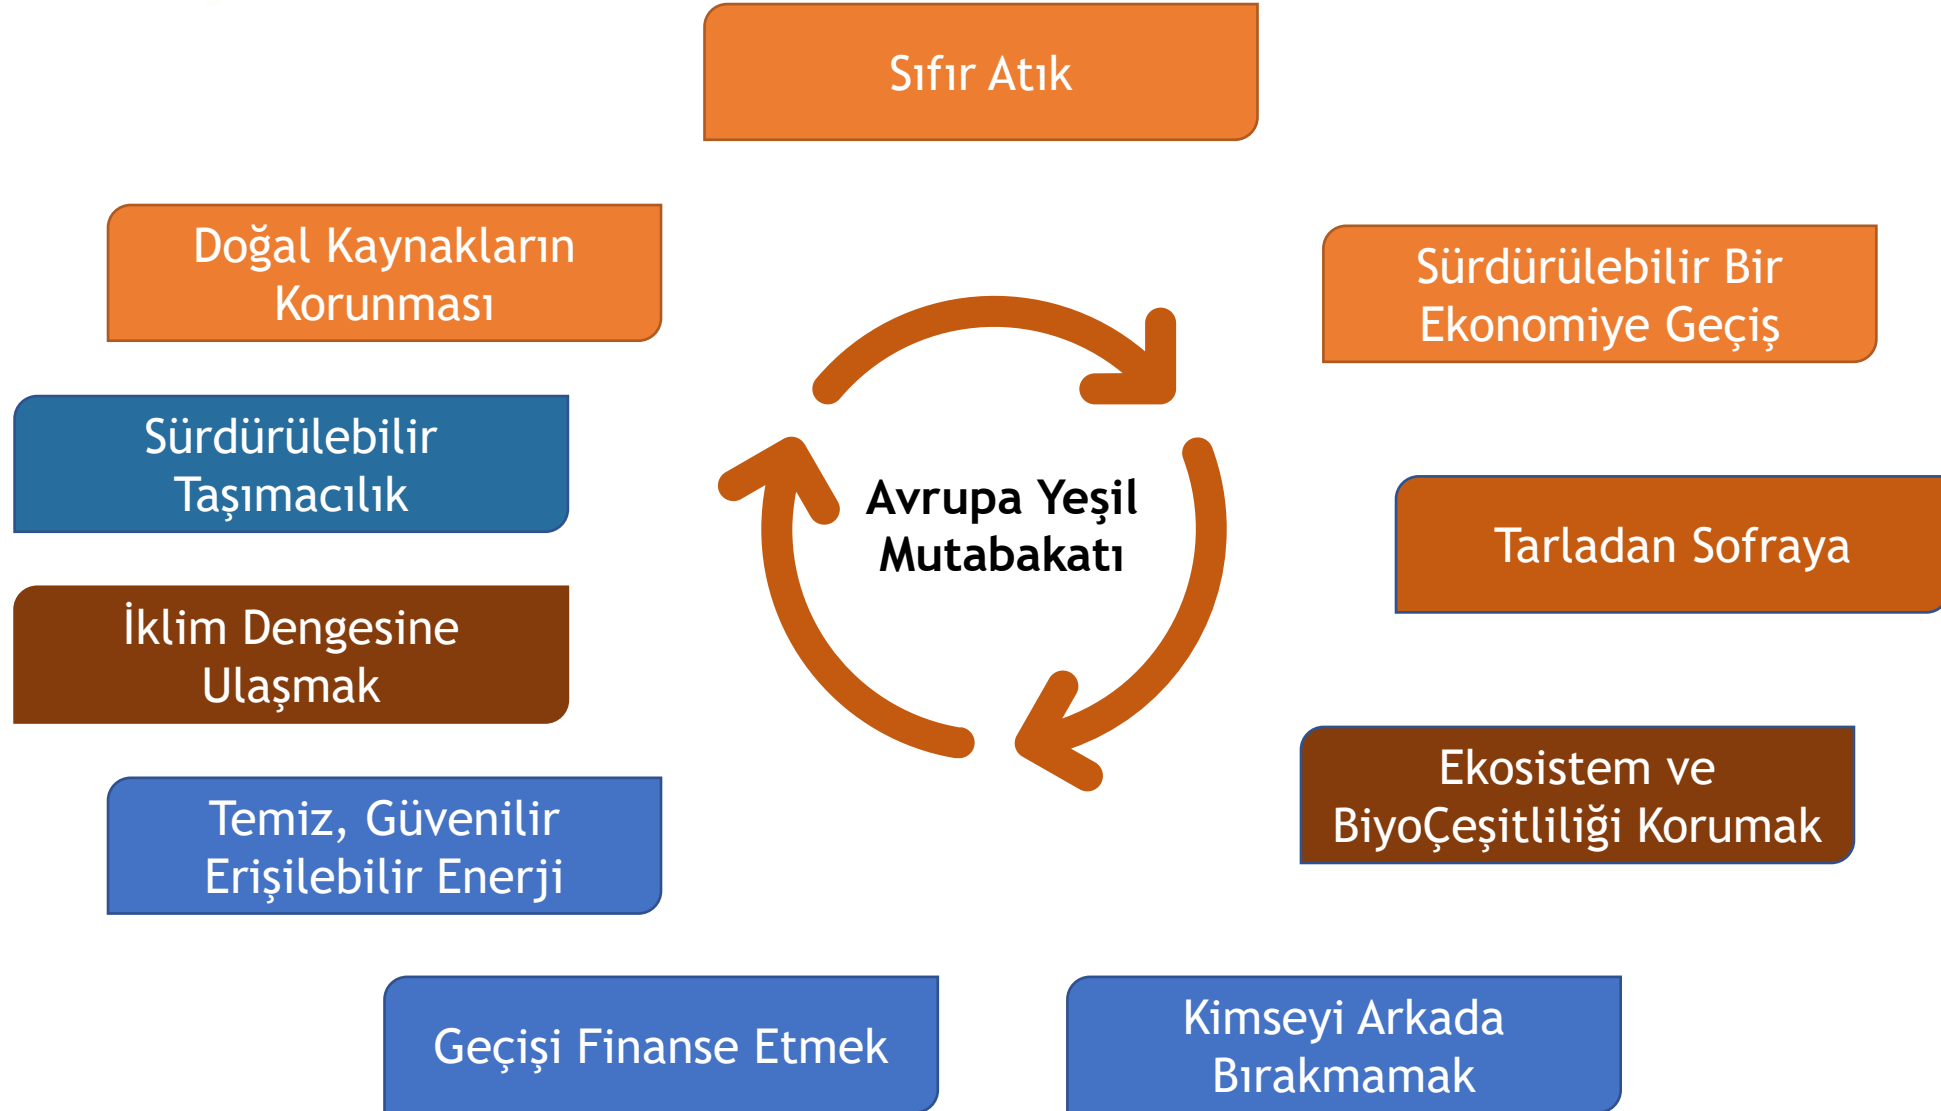 Sıfır Atık
Doğal Kaynakların
Korunması
Sürdürülebilir Bir
Ekonomiye Geçiş
Sürdürülebilir
Taşımacılık
Avrupa Yeşil
Mutabakatı
Tarladan Sofraya
İklim Dengesine
Ulaşmak
Ekosistem ve
BiyoÇeşitliliği Korumak
Temiz, Güvenilir
Erişilebilir Enerji
Geçişi Finanse Etmek
Kimseyi Arkada
Bırakmamak